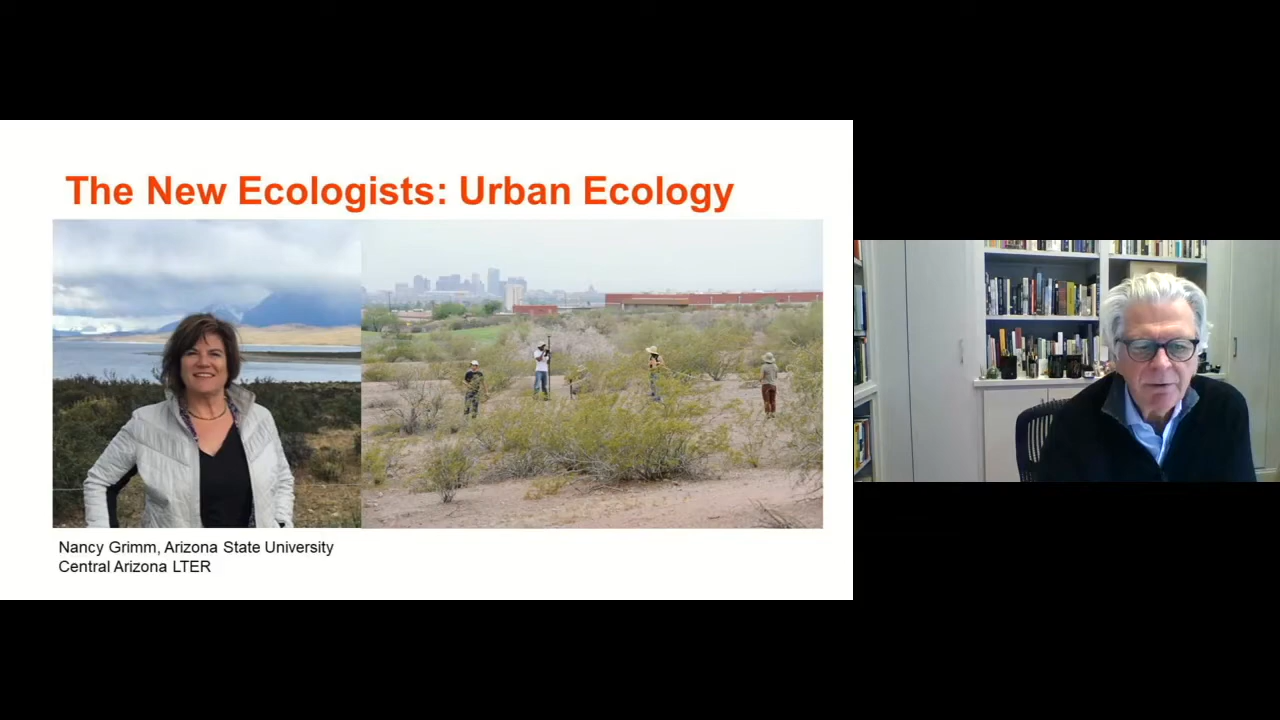 The New Ecologists: Urban Ecology
Nancy Grimm, Arizona State University
Central Arizona LTER